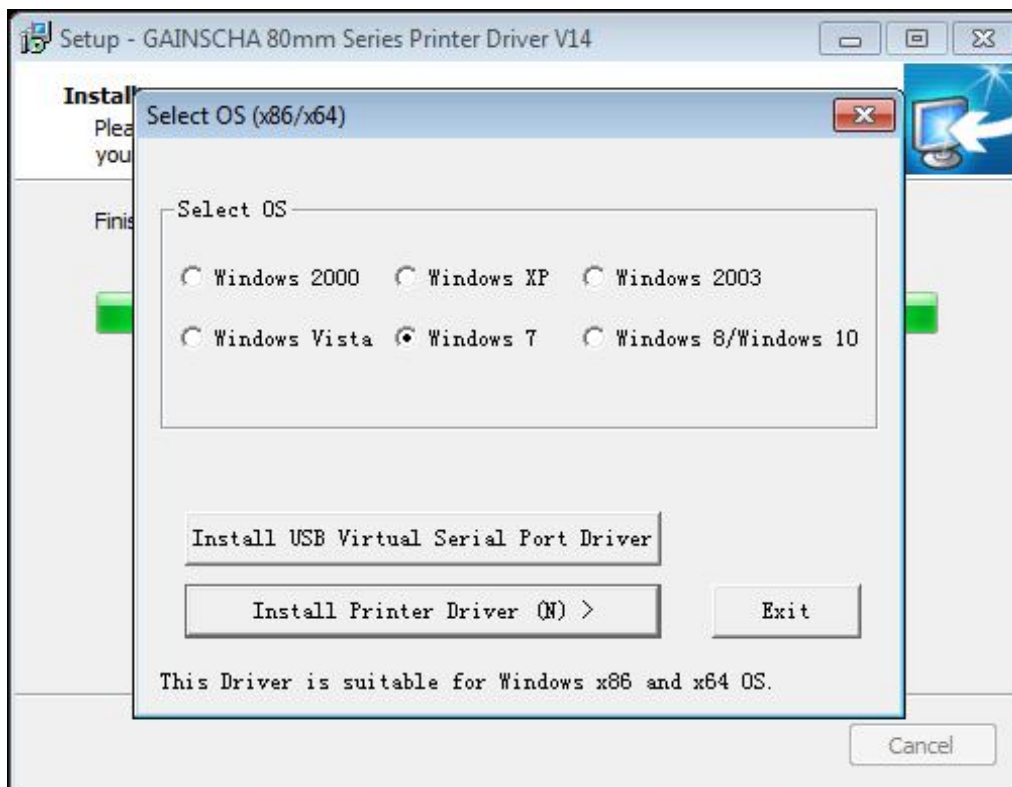 Setup - GAINSCHA 80mm Series Printer Driver V14
Select OS (x86/x64)
Select OS
Windows 2000 Windows XP Windows 2003
Windows Vista Windows 7 Windows 8/Windows 10
Install USB Virtual Serial Port Driver
Install Printer Driver (N) > Exit
This Driver is suitable for Windows x86 and x64 OS.
Cancel